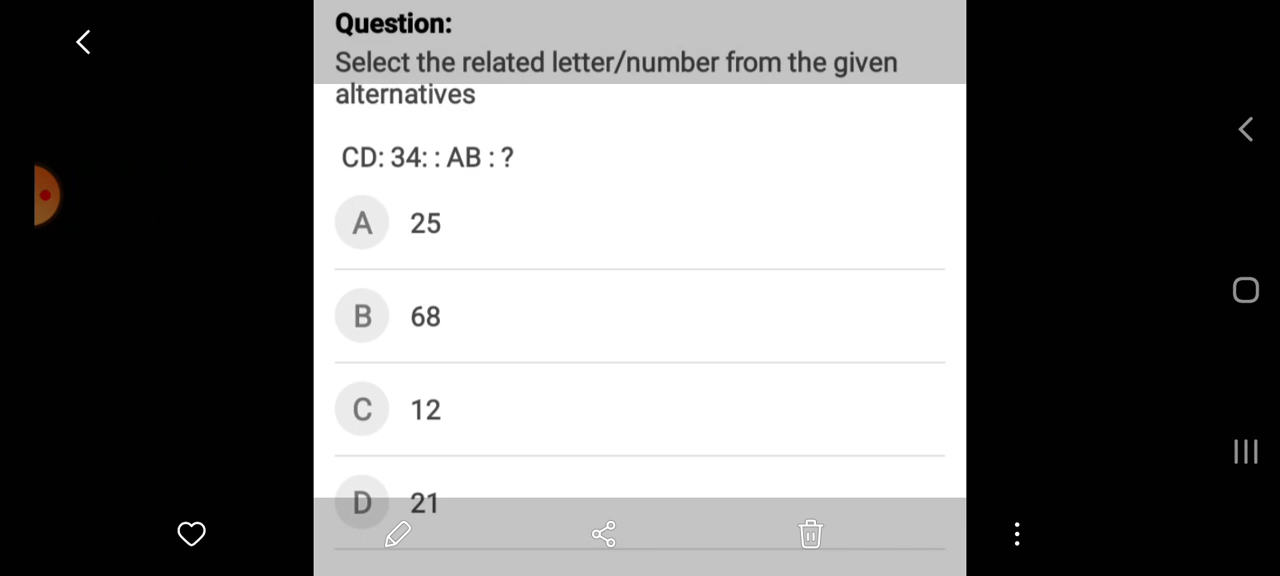 Question:
Select the related letter/number from the given
alternatives
CD: 34: : AB : ?
A 25
B 68
C 12
D 21